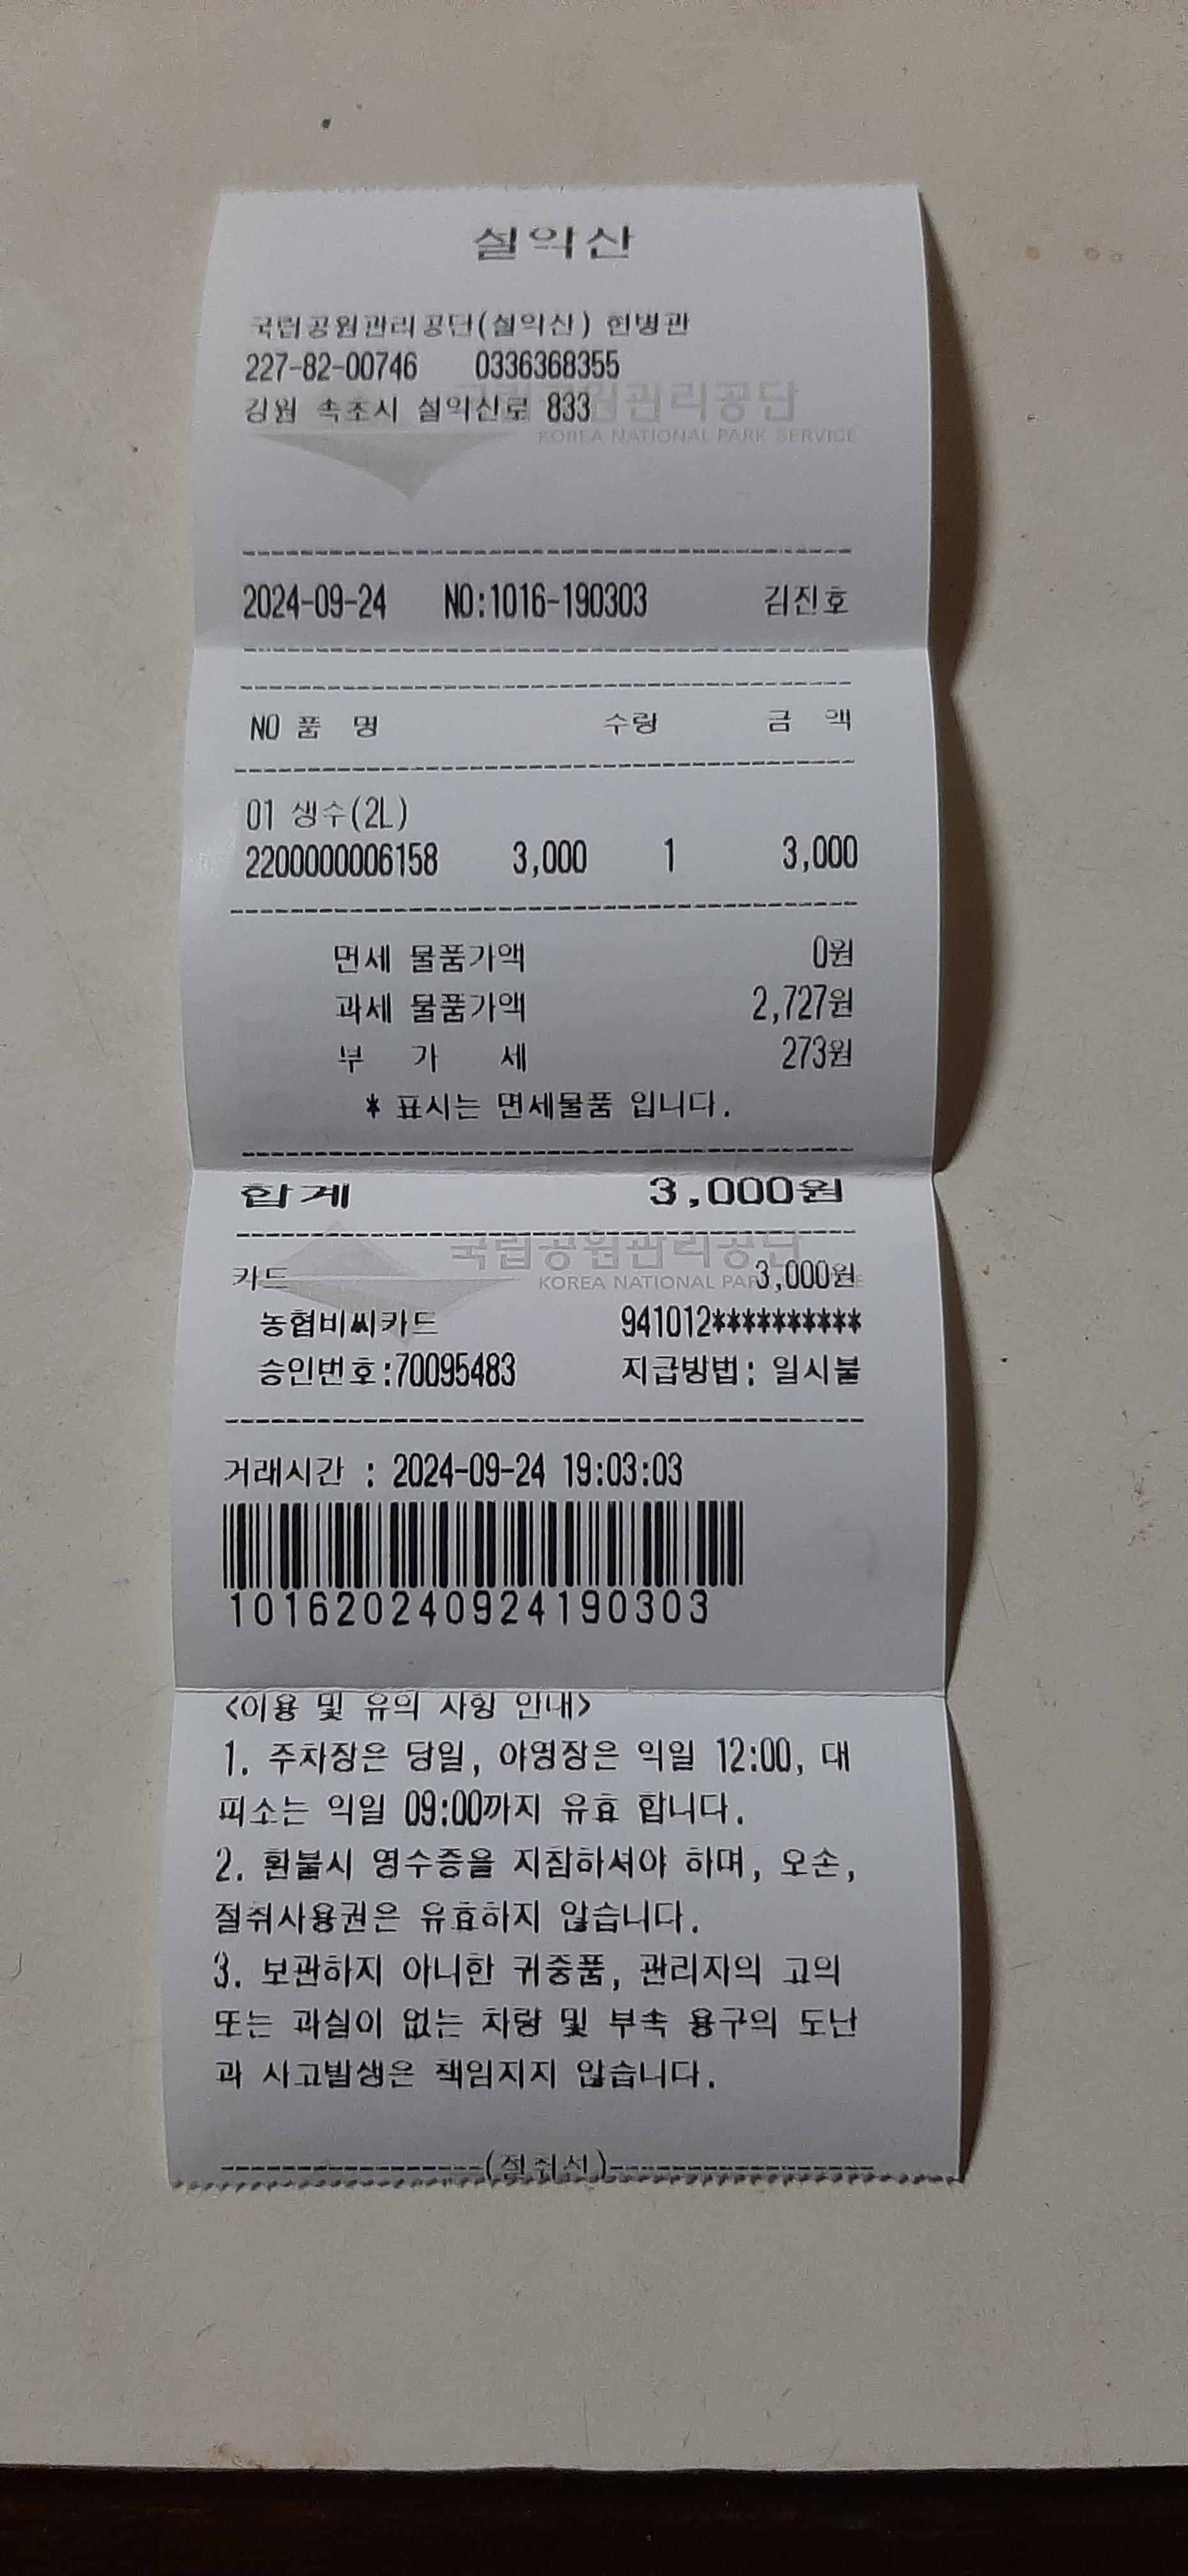 설악산
국립공원관리공단(설악산) 헌병관
227-82-00746 0336368355
강원 속초시 설악산로 833
국립공원관리공단
KOREA NATIONAL PARK SERVICE
2024-09-24 NO:1016-190303 김진호
NO 품 명 수량 금 액
01 생수(2L)
2200000006158 3,000 1 3,000
면세 물품가액 0원
과세 물품가액 2,727원
부 가 세 273원
* 표시는 면세물품 입니다.
합계 3,000원
국립공원관리공단
카드 3,000원
KOREA NATIONAL PARK SERVICE
농협비씨카드 941012**********
승인번호:70095483 지급방법: 일시불
거래시간 : 2024-09-24 19:03:03
101620240924190303
<이용 및 유의 사항 안내>
1. 주차장은 당일, 야영장은 익일 12:00, 대
피소는 익일 09:00까지 유효 합니다.
2. 환불시 영수증을 지참하셔야 하며, 오손,
절취사용권은 유효하지 않습니다.
3. 보관하지 아니한 귀중품, 관리자의 고의
또는 과실이 없는 차량 및 부속 용구의 도난
과 사고발생은 책임지지 않습니다.
(절취선)